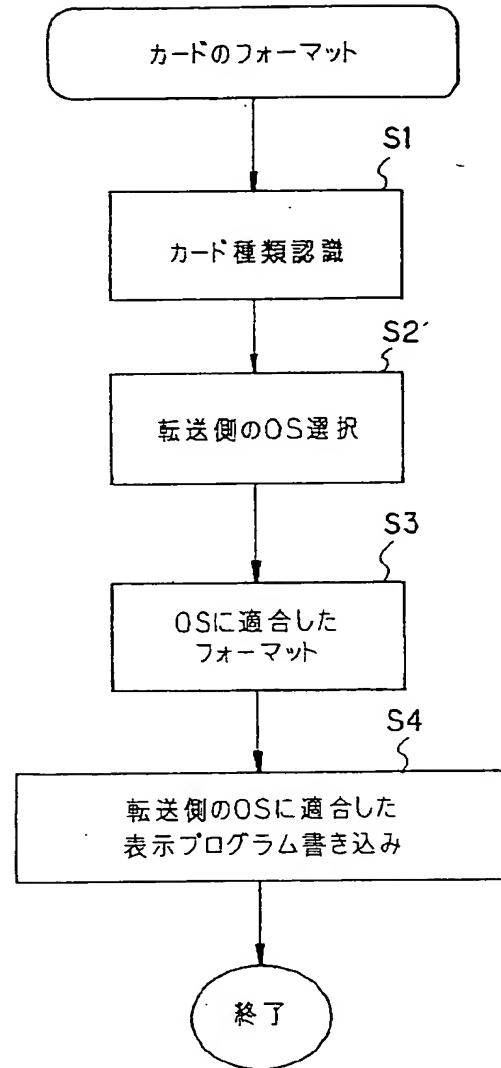 カードのフォーマット
S1
カード種類認識
S2
転送側のOS選択
S3
OSに適合した
フォーマット
S4
転送側のOSに適合した
表示プログラム書き込み
終了